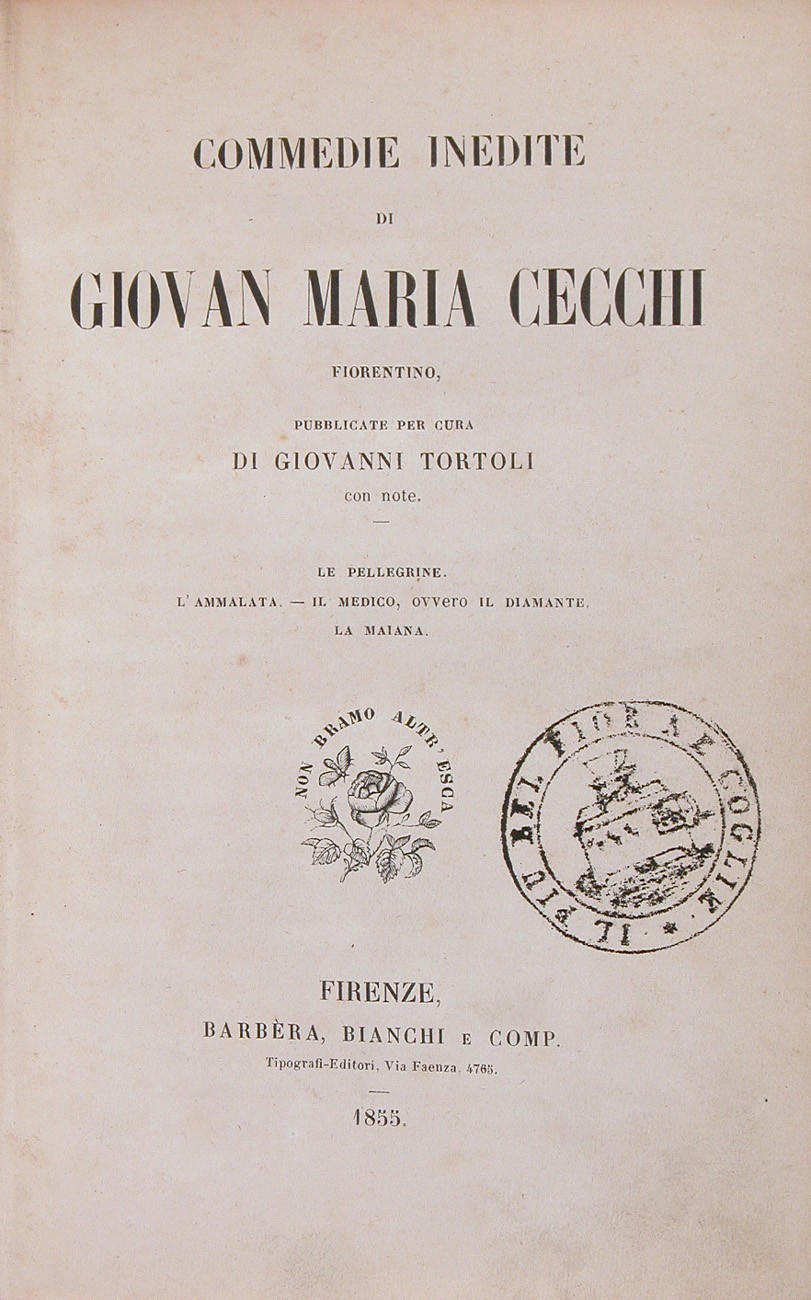 COMMEDIE INEDITE
DI
GIOVAN MARIA CECCHI
FIORENTINO,
PUBBLICATE PER CURA
DI GIOVANNI TORTOLI
con note.
LE PELLEGRINE.
L'AMMALATA. — IL MEDICO, ovvero IL DIAMANTE.
LA MAIANA.
NON BRAMO ALTR' ESCA
IL PIU BEL FIOR NE COGLIE
FIRENZE,
BARBÈRA, BIANCHI E COMP.
Tipografi-Editori, Via Faenza, 4765.
1855.